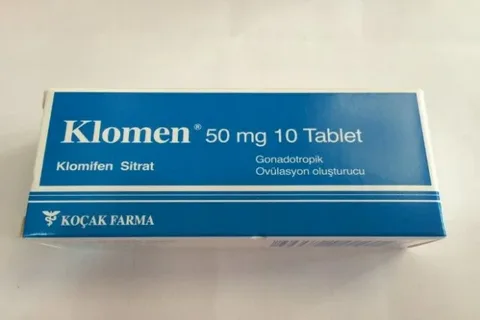 Klomen® 50 mg 10 Tablet
Klomifen Sitrat
Gonadotropik
Ovülasyon oluşturucu
KOÇAK FARMA